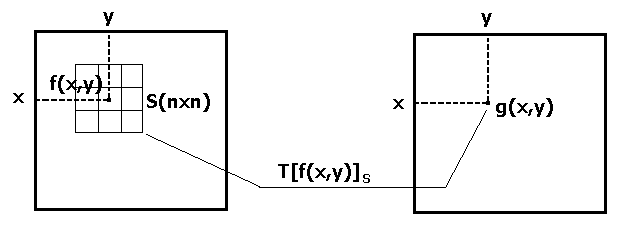 y
y
f(x,y)
x
S(nxn)
x
g(x,y)
T[f(x,y)]s